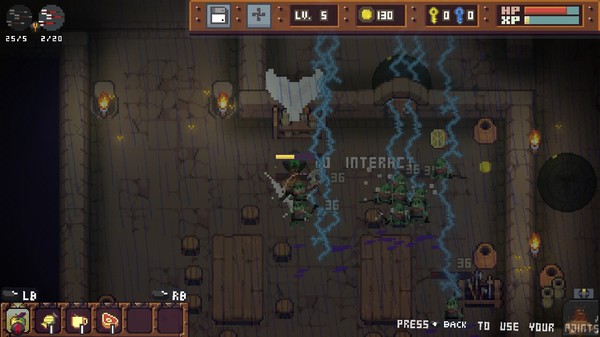 LV. 5
130
0
0
HP
XP
25/5
2/20
TO INTERACT
36
36
36
36
36
LB
RB
PRESS BACK TO USE YOUR
POINTS